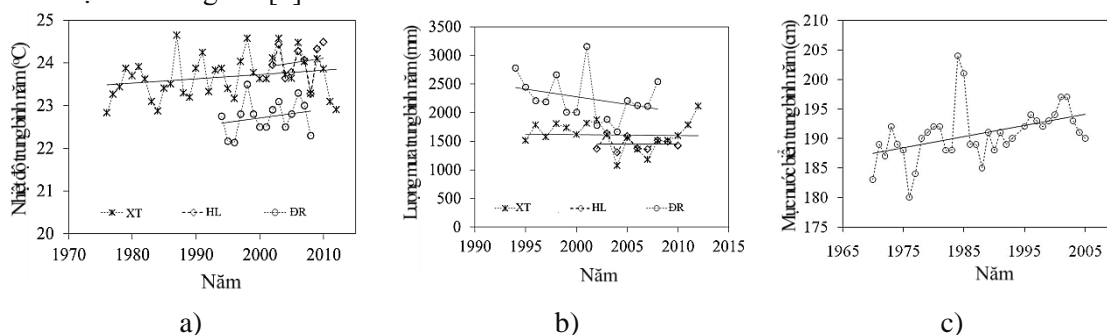 Nhiệt độ trung bình năm (°C)
25
24
23
22
21
20
1970
1980
1990
2000
2010
XT
HL
ĐR
Năm
a)
Lượng mưa trung bình năm (mm)
3500
3000
2500
2000
1500
1000
500
0
1990
1995
2000
2005
2010
2015
XT
HL
ĐR
Năm
b)
Mực nước biển trung bình năm (cm)
210
205
200
195
190
185
180
175
1965
1975
1985
1995
2005
Năm
c)